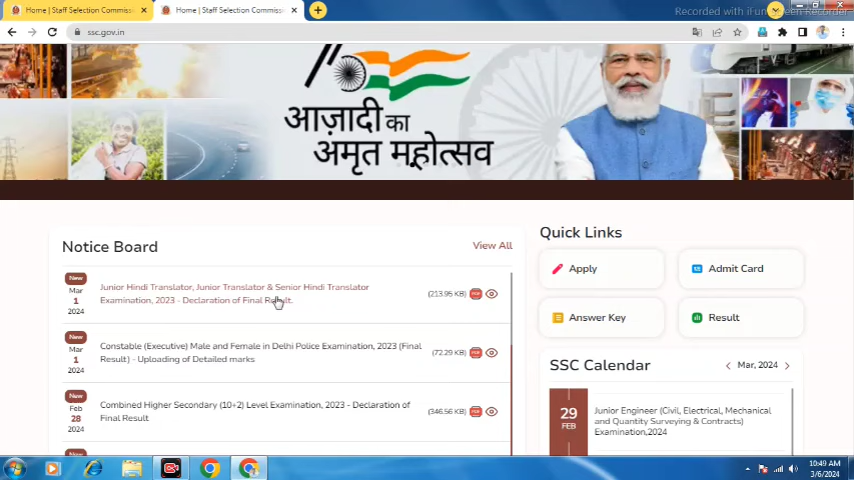 Recorded with iFun Screen Recorder
Home | Staff Selection Commiss
Home | Staff Selection Commiss
ssc.gov.in
आज़ादी का
अमृत महोत्सव
Notice Board
View All
New
Mar
1
2024
Junior Hindi Translator, Junior Translator & Senior Hindi Translator
Examination, 2023 - Declaration of Final Result.
(213.95 KB)
PDF
New
Mar
1
2024
Constable (Executive) Male and Female in Delhi Police Examination, 2023 (Final
Result) - Uploading of Detailed marks
(72.29 KB)
PDF
New
Feb
28
2024
Combined Higher Secondary (10+2) Level Examination, 2023 - Declaration of
Final Result
(346.56 KB)
PDF
New
Quick Links
Apply
Admit Card
Answer Key
Result
SSC Calendar
Mar, 2024
29
FEB
Junior Engineer (Civil, Electrical, Mechanical
and Quantity Surveying & Contracts)
Examination,2024
10:49 AM
3/6/2024